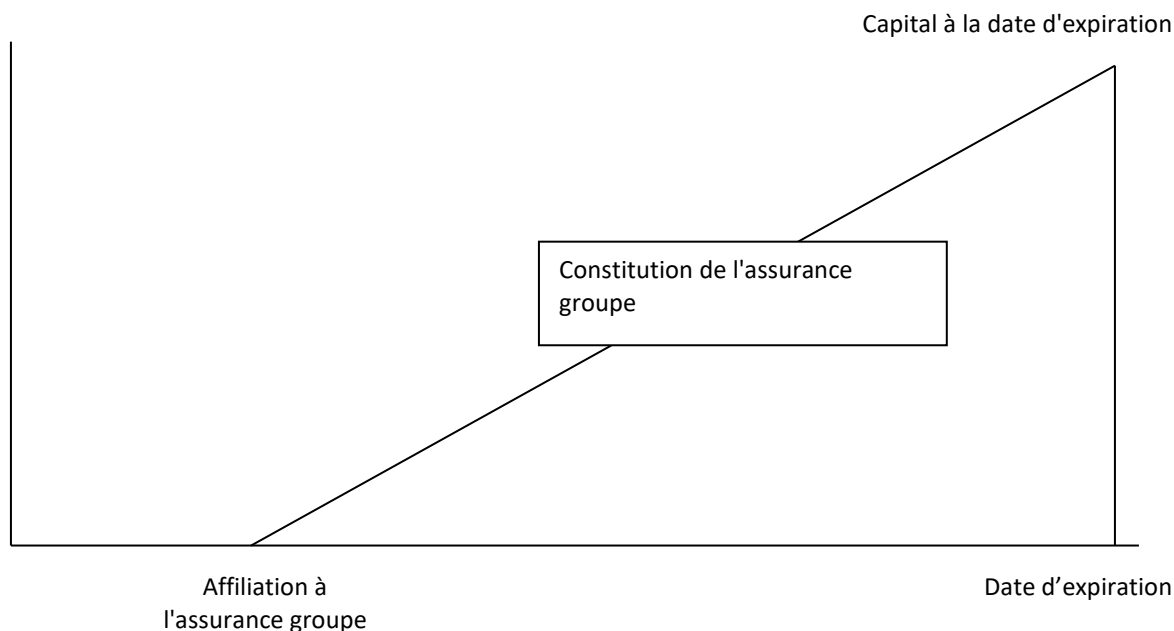 Capital à la date d'expiration
Constitution de l'assurance
groupe
Affiliation à
l'assurance groupe
Date d’expiration